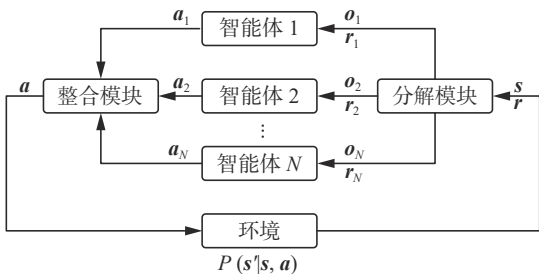 a₁ 智能体 1 o₁
r₁
a 整合模块 a₂ 智能体 2 o₂ 分解模块 s
r₂ r
⋮
a_N 智能体 N o_N
r_N
环境
P (s′|s, a)